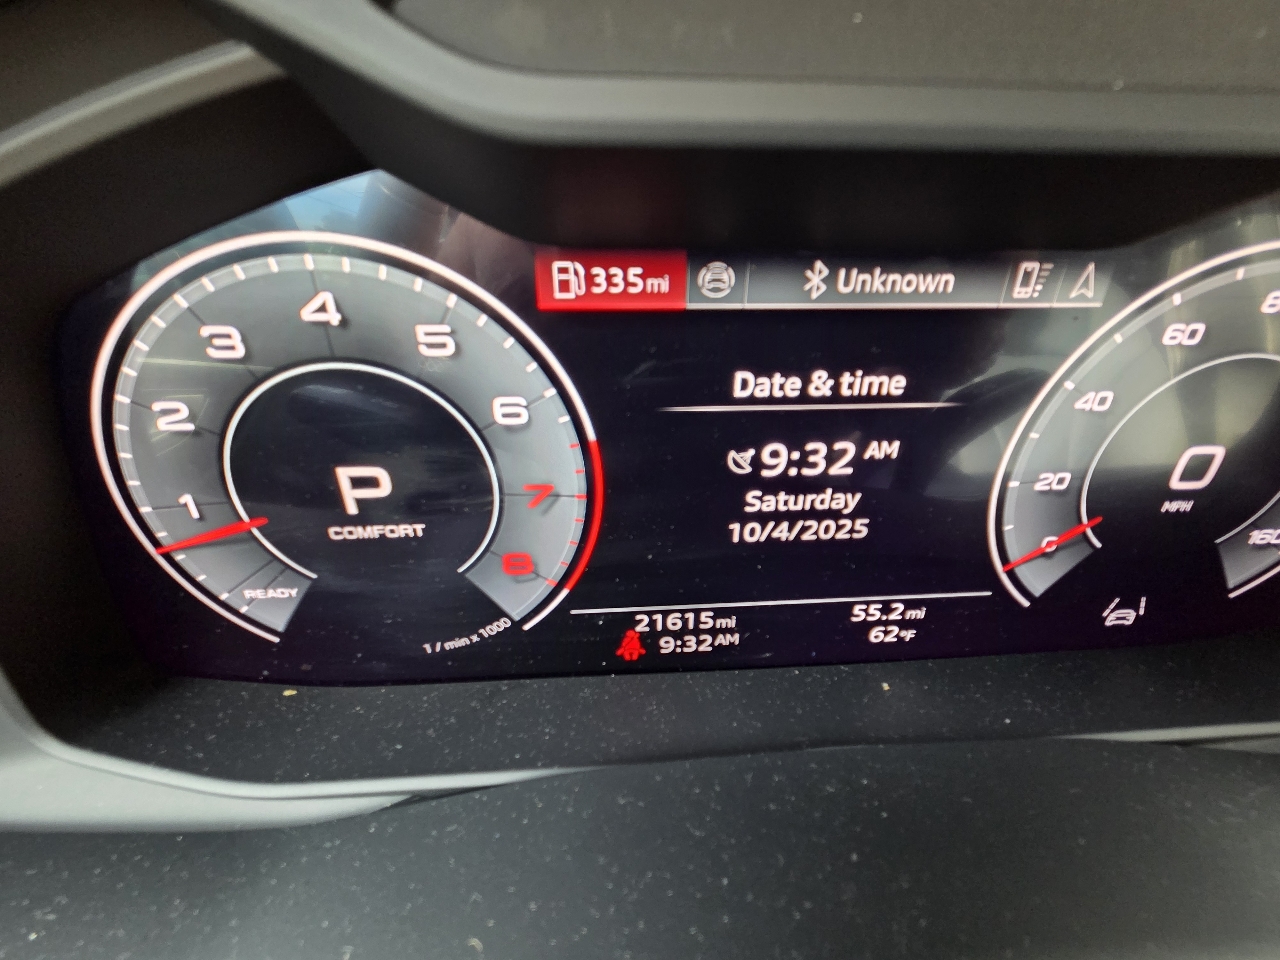 335mi
Unknown
Date & time
9:32 AM
Saturday
10/4/2025
21615mi
9:32AM
55.2mi
62°F
1
2
3
4
5
6
7
8
P
COMFORT
READY
1 / min x 1000
0
20
40
60
160
0
MPH